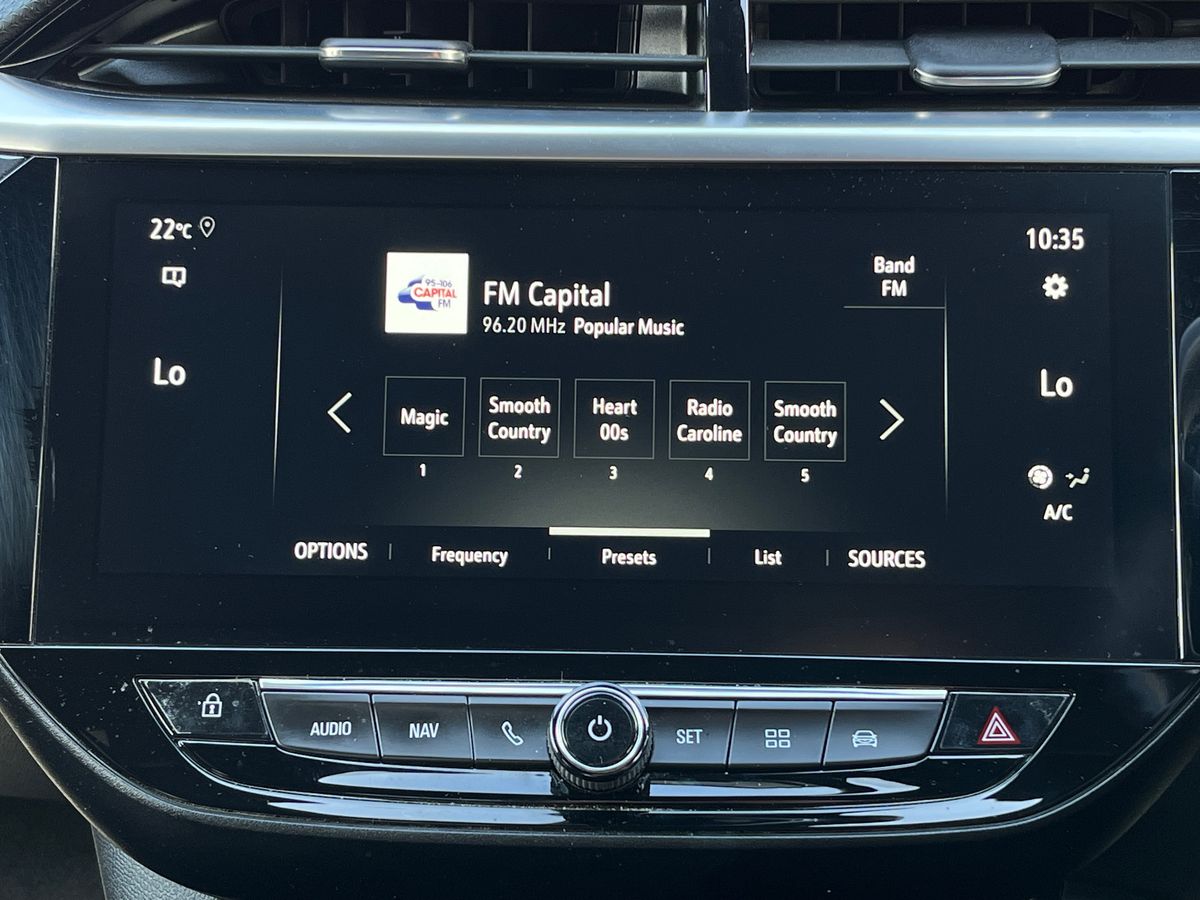 22°C
10:35
95-106
CAPITAL
FM
FM Capital
96.20 MHz Popular Music
Band
FM
Lo
Lo
Magic
Smooth
Country
Heart
00s
Radio
Caroline
Smooth
Country
1
2
3
4
5
A/C
OPTIONS
Frequency
Presets
List
SOURCES
AUDIO
NAV
SET